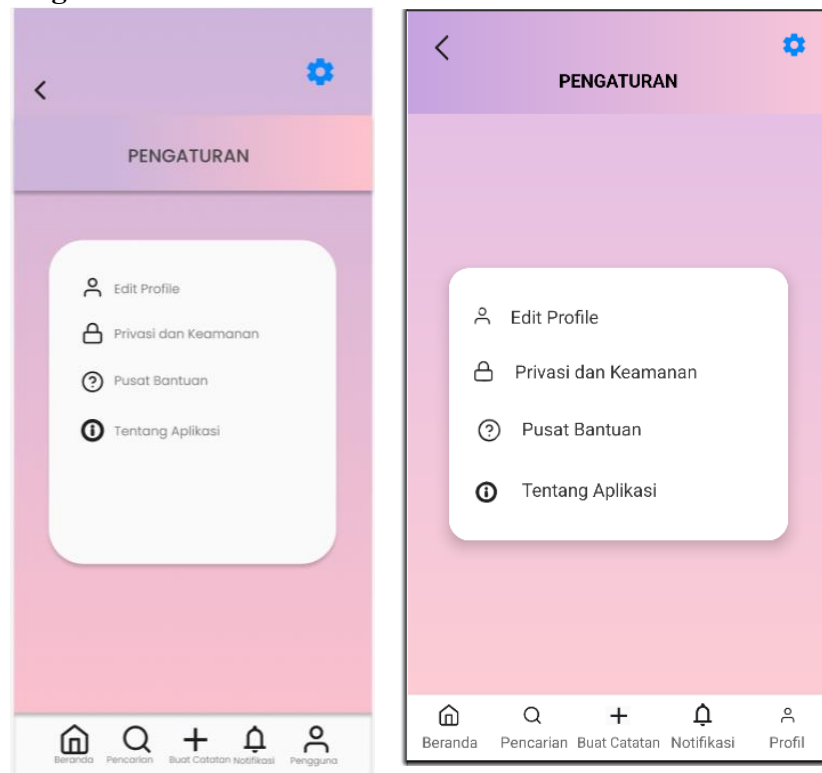 PENGATURAN
Edit Profile
Privasi dan Keamanan
Pusat Bantuan
Tentang Aplikasi
Beranda Pencarian Buat Catatan Notifikasi Pengguna
PENGATURAN
Edit Profile
Privasi dan Keamanan
Pusat Bantuan
Tentang Aplikasi
Beranda Pencarian Buat Catatan Notifikasi Profil